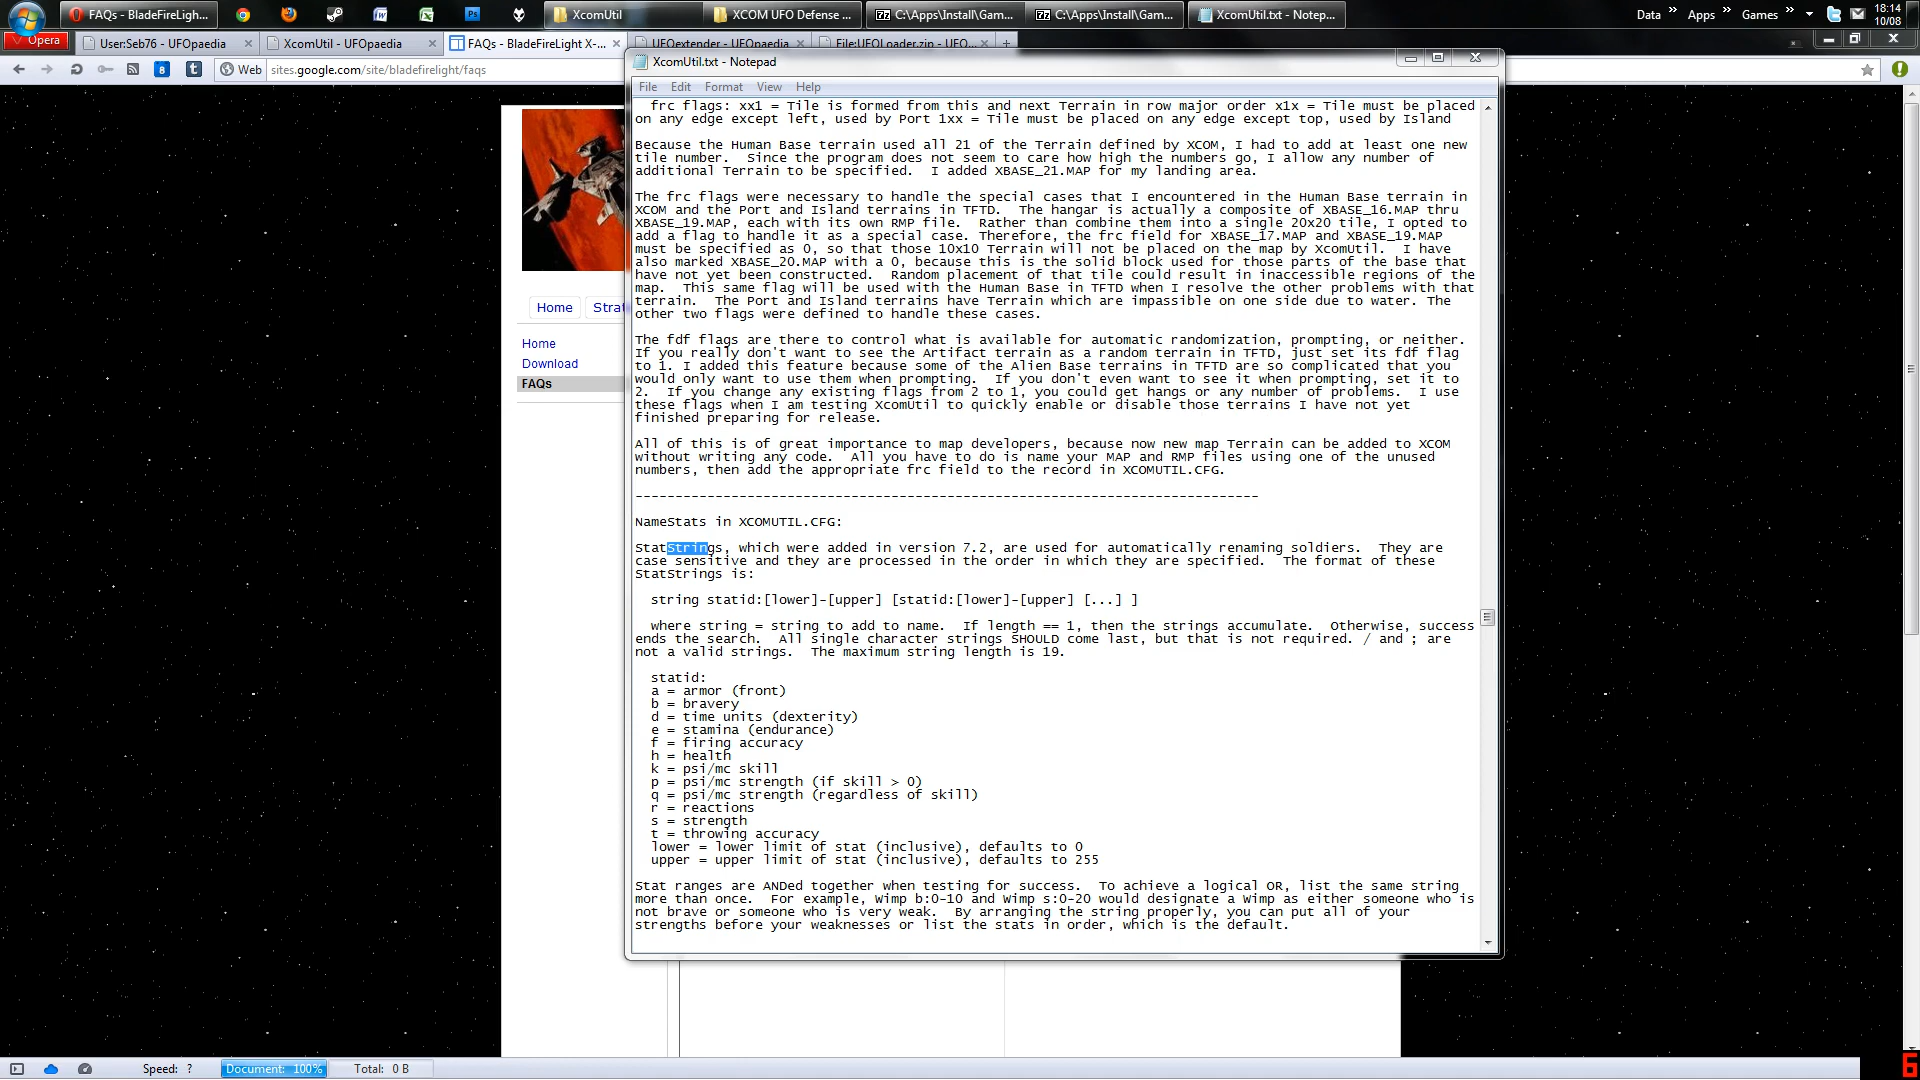 FAQs - BladeFireLight...
XcomUtil
XCOM UFO Defense ...
C:\Apps\Install\Gam...
C:\Apps\Install\Gam...
XcomUtil.txt - Notep...
Data
Apps
Games
18:14
10/08
Opera
User:Seb76 - UFOpaedia
XcomUtil - UFOpaedia
FAQs - BladeFireLight X-...
UFOextender - UFOpaedia
File:UFOLoader.zip - UFO...
Web
sites.google.com/site/bladefirelight/faqs
XcomUtil.txt - Notepad
File Edit Format View Help
Home
Strat
Home
Download
FAQs
frc flags: xx1 = Tile is formed from this and next Terrain in row major order x1x = Tile must be placed
on any edge except left, used by Port 1xx = Tile must be placed on any edge except top, used by Island
Because the Human Base terrain used all 21 of the Terrain defined by XCOM, I had to add at least one new
tile number.  Since the program does not seem to care how high the numbers go, I allow any number of
additional Terrain to be specified.  I added XBASE_21.MAP for my landing area.
The frc flags were necessary to handle the special cases that I encountered in the Human Base terrain in
XCOM and the Port and Island terrains in TFTD.  The hangar is actually a composite of XBASE_16.MAP thru
XBASE_19.MAP, each with its own RMP file.  Rather than combine them into a single 20x20 tile, I opted to
add a flag to handle it as a special case. Therefore, the frc field for XBASE_17.MAP and XBASE_19.MAP
must be specified as 0, so that those 10x10 Terrain will not be placed on the map by XcomUtil.  I have
also marked XBASE_20.MAP with a 0, because this is the solid block used for those parts of the base that
have not yet been constructed.  Random placement of that tile could result in inaccessible regions of the
map.  This same flag will be used with the Human Base in TFTD when I resolve the other problems with that
terrain.  The Port and Island terrains have Terrain which are impassible on one side due to water. The
other two flags were defined to handle these cases.
The fdf flags are there to control what is available for automatic randomization, prompting, or neither.
If you really don't want to see the Artifact terrain as a random terrain in TFTD, just set its fdf flag
to 1. I added this feature because some of the Alien Base terrains in TFTD are so complicated that you
would only want to use them when prompting.  If you don't even want to see it when prompting, set it to
2.  If you change any existing flags from 2 to 1, you could get hangs or any number of problems.  I use
these flags when I am testing XcomUtil to quickly enable or disable those terrains I have not yet
finished preparing for release.
All of this is of great importance to map developers, because now new map Terrain can be added to XCOM
without writing any code.  All you have to do is name your MAP and RMP files using one of the unused
numbers, then add the appropriate frc field to the record in XCOMUTIL.CFG.
------------------------------------------------------------------------------
NameStats in XCOMUTIL.CFG:
StatStrings, which were added in version 7.2, are used for automatically renaming soldiers.  They are
case sensitive and they are processed in the order in which they are specified.  The format of these
StatStrings is:
string statid:[lower]-[upper] [statid:[lower]-[upper] [...] ]
where string = string to add to name.  If length == 1, then the strings accumulate.  Otherwise, success
ends the search.  All single character strings SHOULD come last, but that is not required. / and ; are
not a valid strings.  The maximum string length is 19.
statid:
a = armor (front)
b = bravery
d = time units (dexterity)
e = stamina (endurance)
f = firing accuracy
h = health
k = psi/mc skill
p = psi/mc strength (if skill > 0)
q = psi/mc strength (regardless of skill)
r = reactions
s = strength
t = throwing accuracy
lower = lower limit of stat (inclusive), defaults to 0
upper = upper limit of stat (inclusive), defaults to 255
Stat ranges are ANDed together when testing for success.  To achieve a logical OR, list the same string
more than once.  For example, Wimp b:0-10 and Wimp s:0-20 would designate a Wimp as either someone who is
not brave or someone who is very weak.  By arranging the string properly, you can put all of your
strengths before your weaknesses or list the stats in order, which is the default.
Speed: ?
Document: 100%
Total: 0 B
6